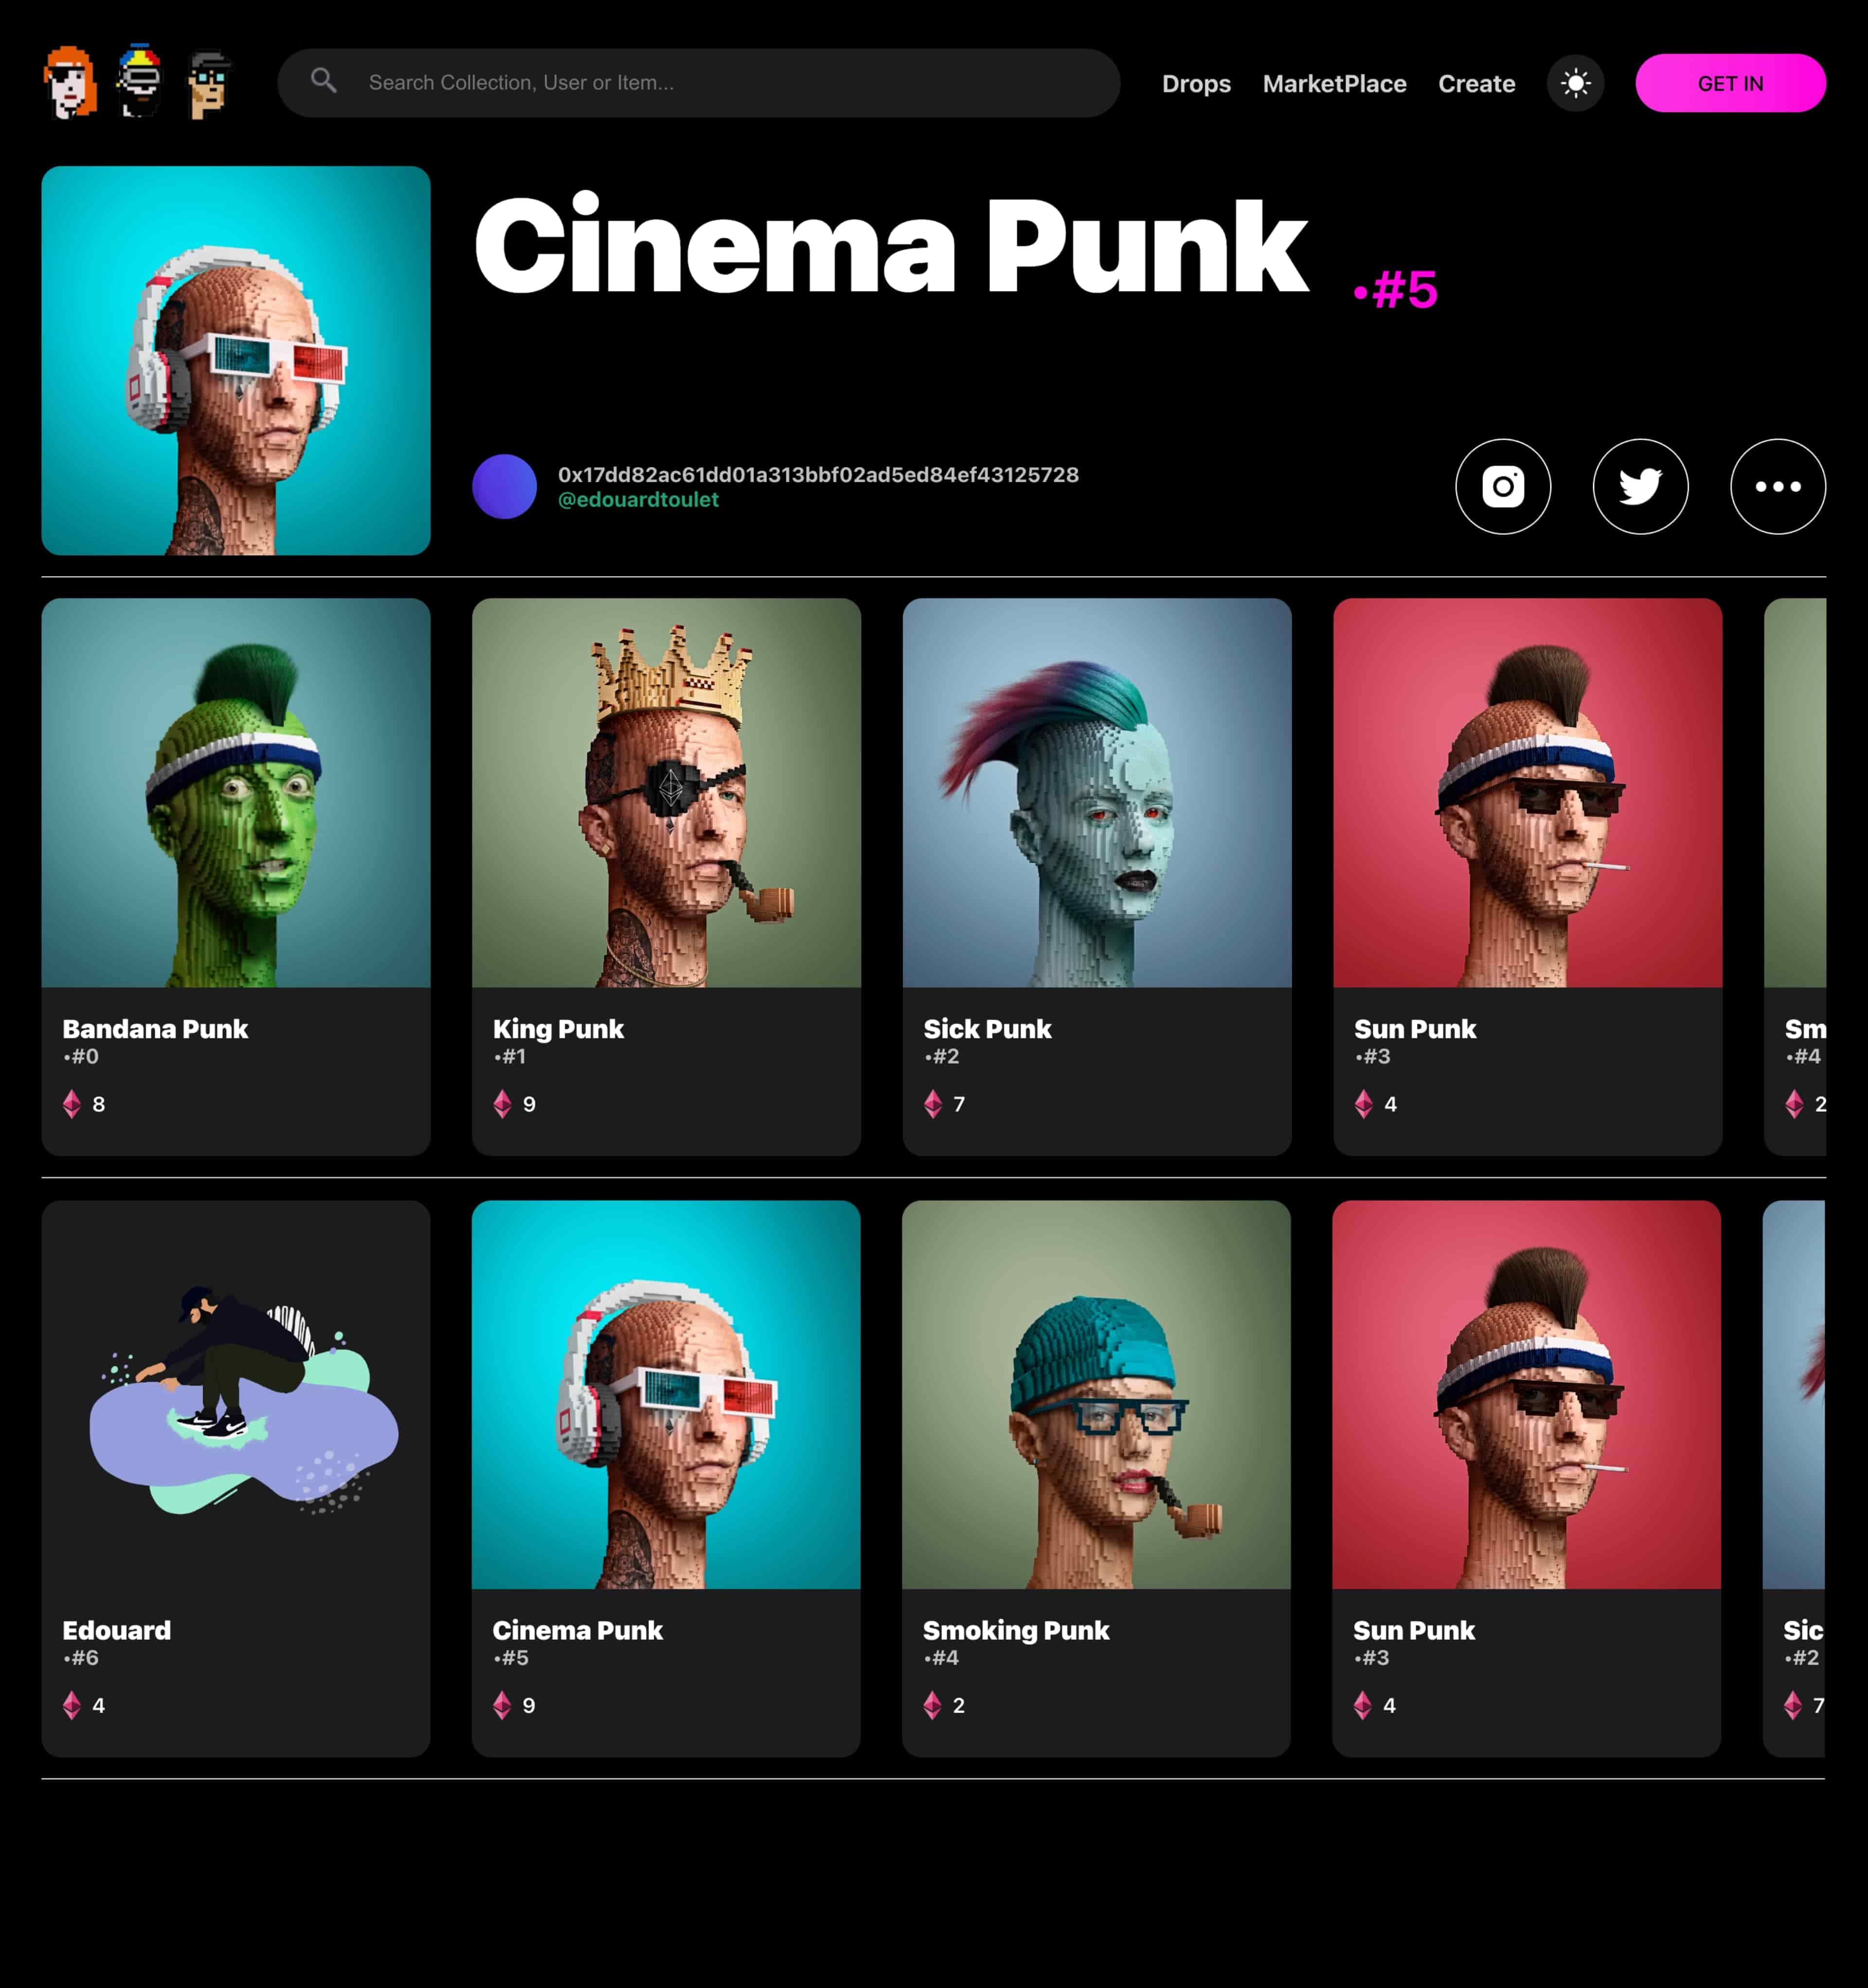 Search Collection, User or Item...
Drops
MarketPlace
Create
GET IN
Cinema Punk
•#5
0x17dd82ac61dd01a313bbf02ad5ed84ef43125728
@edouardtoulet
Bandana Punk
•#0
8
King Punk
•#1
9
Sick Punk
•#2
7
Sun Punk
•#3
4
Sm
•#4
2
Edouard
•#6
4
Cinema Punk
•#5
9
Smoking Punk
•#4
2
Sun Punk
•#3
4
Sic
•#2
7